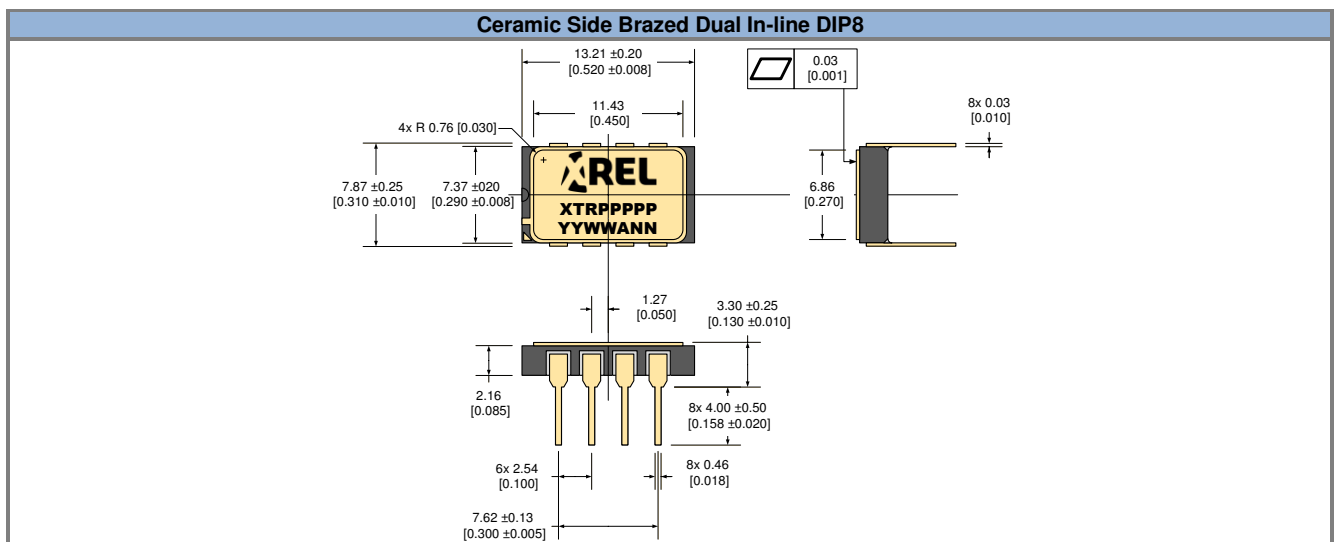 Ceramic Side Brazed Dual In-line DIP8
13.21 ±0.20
[0.520 ±0.008]
0.03
[0.001]
11.43
[0.450]
8x 0.03
[0.010]
4x R 0.76 [0.030]
7.87 ±0.25
[0.310 ±0.010]
7.37 ±020
[0.290 ±0.008]
+
XREL
XTRPPPPP
YYWWANN
6.86
[0.270]
1.27
[0.050]
3.30 ±0.25
[0.130 ±0.010]
2.16
[0.085]
8x 4.00 ±0.50
[0.158 ±0.020]
6x 2.54
[0.100]
8x 0.46
[0.018]
7.62 ±0.13
[0.300 ±0.005]